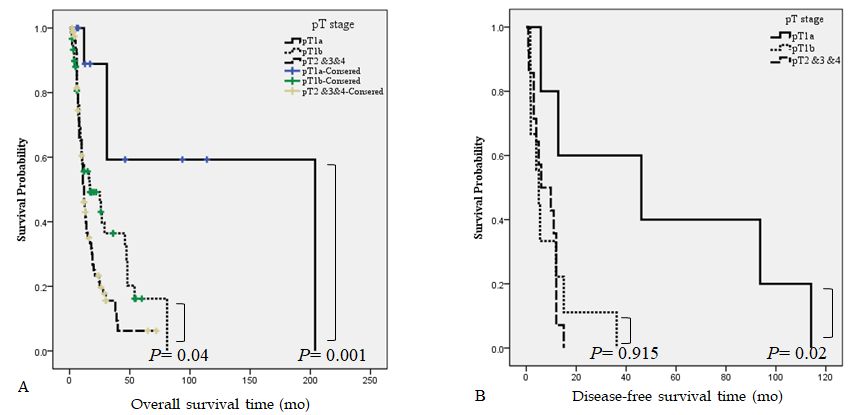 pT stage
pT1a
pT1b
pT2 &3&4
pT1a-Consered
pT1b-Consered
pT2 &3&4-Consered
Survival Probability
1.0
0.8
0.6
0.4
0.2
0.0
P= 0.04
P= 0.001
0
50
100
150
200
250
A
Overall survival time (mo)
pT stage
pT1a
pT1b
pT2 &3 &4
Survival Probability
1.0
0.8
0.6
0.4
0.2
0.0
P= 0.915
P= 0.02
0
20
40
60
80
100
120
B
Disease-free survival time (mo)